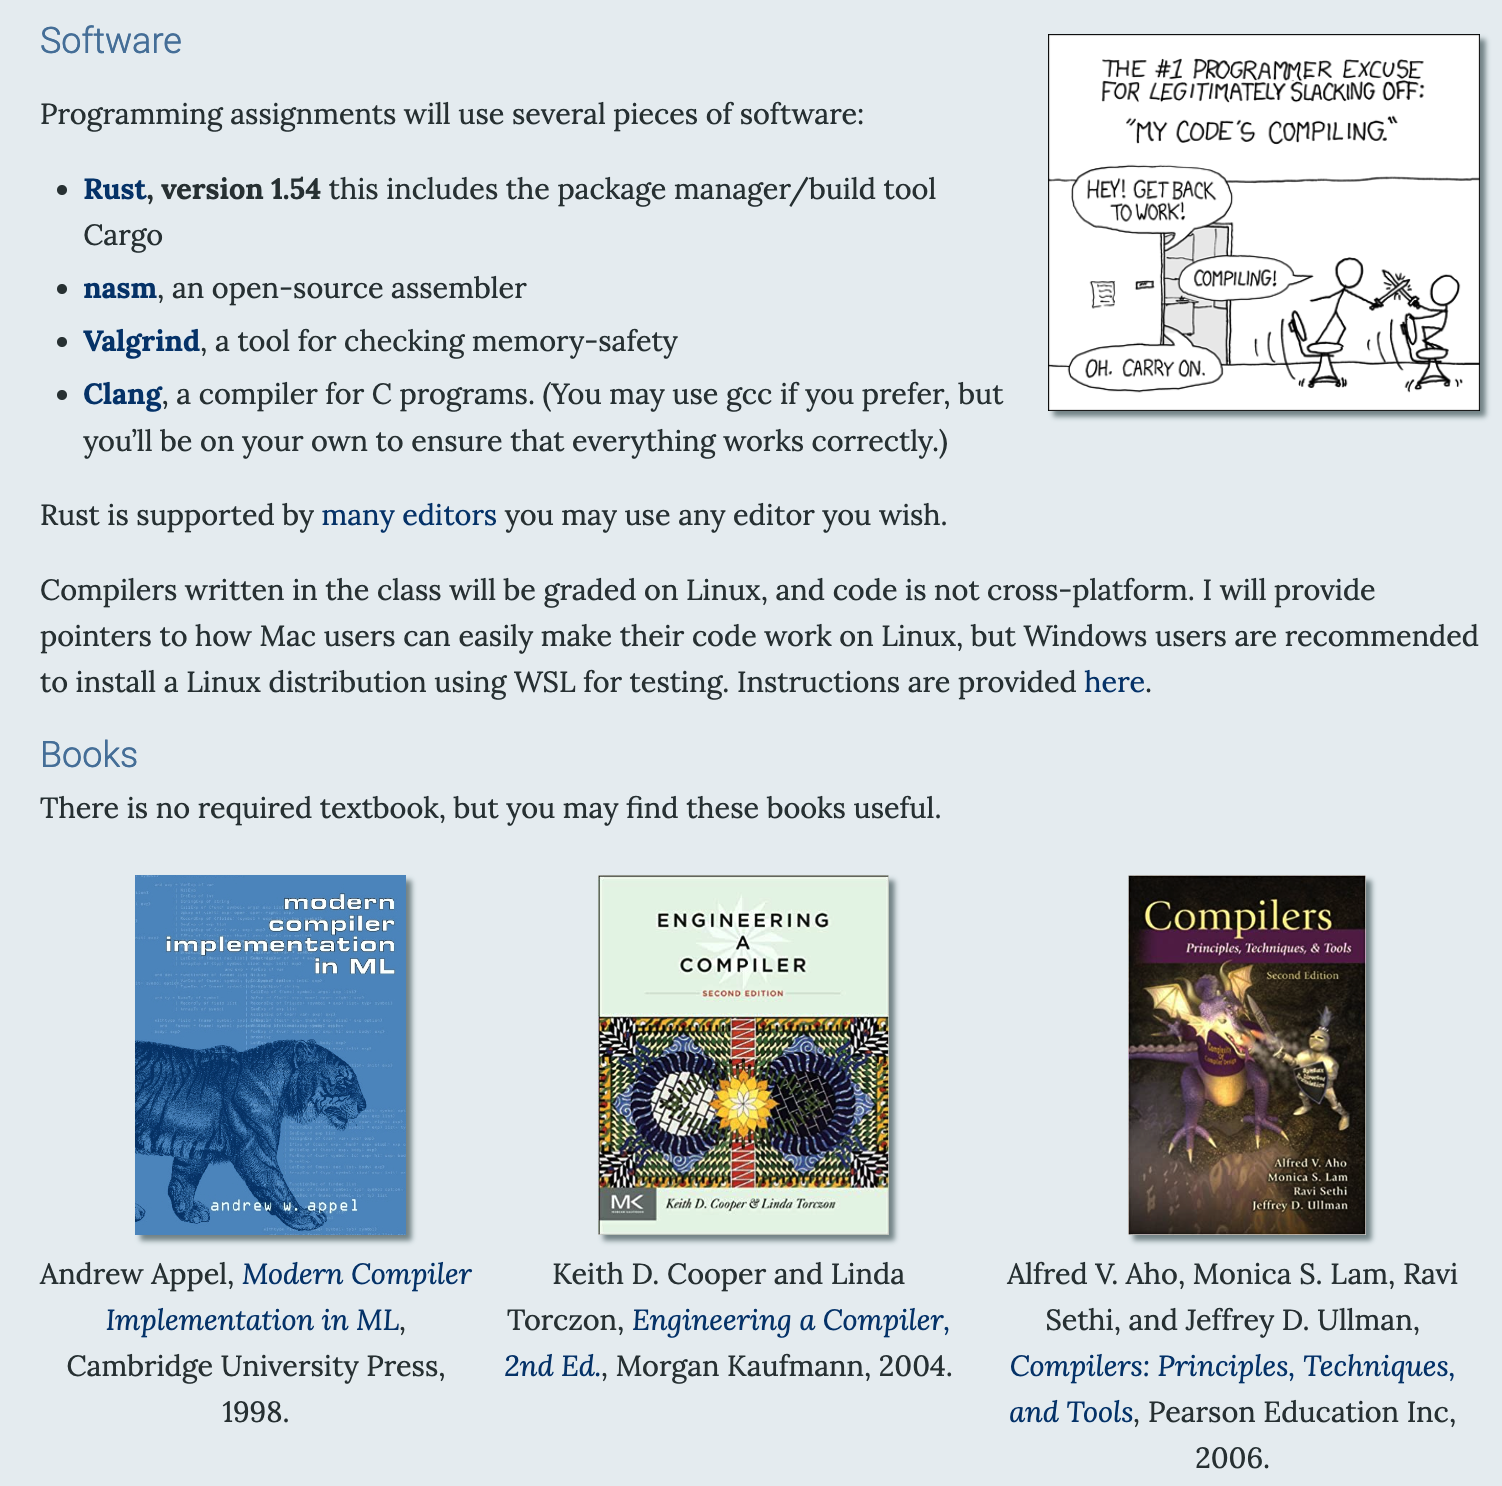 Software
Programming assignments will use several pieces of software:
Rust, version 1.54 this includes the package manager/build tool
Cargo
nasm, an open-source assembler
Valgrind, a tool for checking memory-safety
Clang, a compiler for C programs. (You may use gcc if you prefer, but
you'll be on your own to ensure that everything works correctly.)
THE #1 PROGRAMMER EXCUSE
FOR LEGITIMATELY SLACKING OFF:
"MY CODE'S COMPILING."
HEY! GET BACK
TO WORK!
COMPILING!
OH. CARRY ON.
Rust is supported by many editors you may use any editor you wish.
Compilers written in the class will be graded on Linux, and code is not cross-platform. I will provide
pointers to how Mac users can easily make their code work on Linux, but Windows users are recommended
to install a Linux distribution using WSL for testing. Instructions are provided here.
Books
There is no required textbook, but you may find these books useful.
modern
compiler
implementation
in ML
andrew w. appel
Andrew Appel, Modern Compiler
Implementation in ML,
Cambridge University Press,
1998.
ENGINEERING
A
COMPILER
SECOND EDITION
MK
MORGAN KAUFMANN
Keith D. Cooper & Linda Torczon
Keith D. Cooper and Linda
Torczon, Engineering a Compiler,
2nd Ed., Morgan Kaufmann, 2004.
Compilers
Principles, Techniques, & Tools
Second Edition
Alfred V. Aho
Monica S. Lam
Ravi Sethi
Jeffrey D. Ullman
Alfred V. Aho, Monica S. Lam, Ravi
Sethi, and Jeffrey D. Ullman,
Compilers: Principles, Techniques,
and Tools, Pearson Education Inc,
2006.